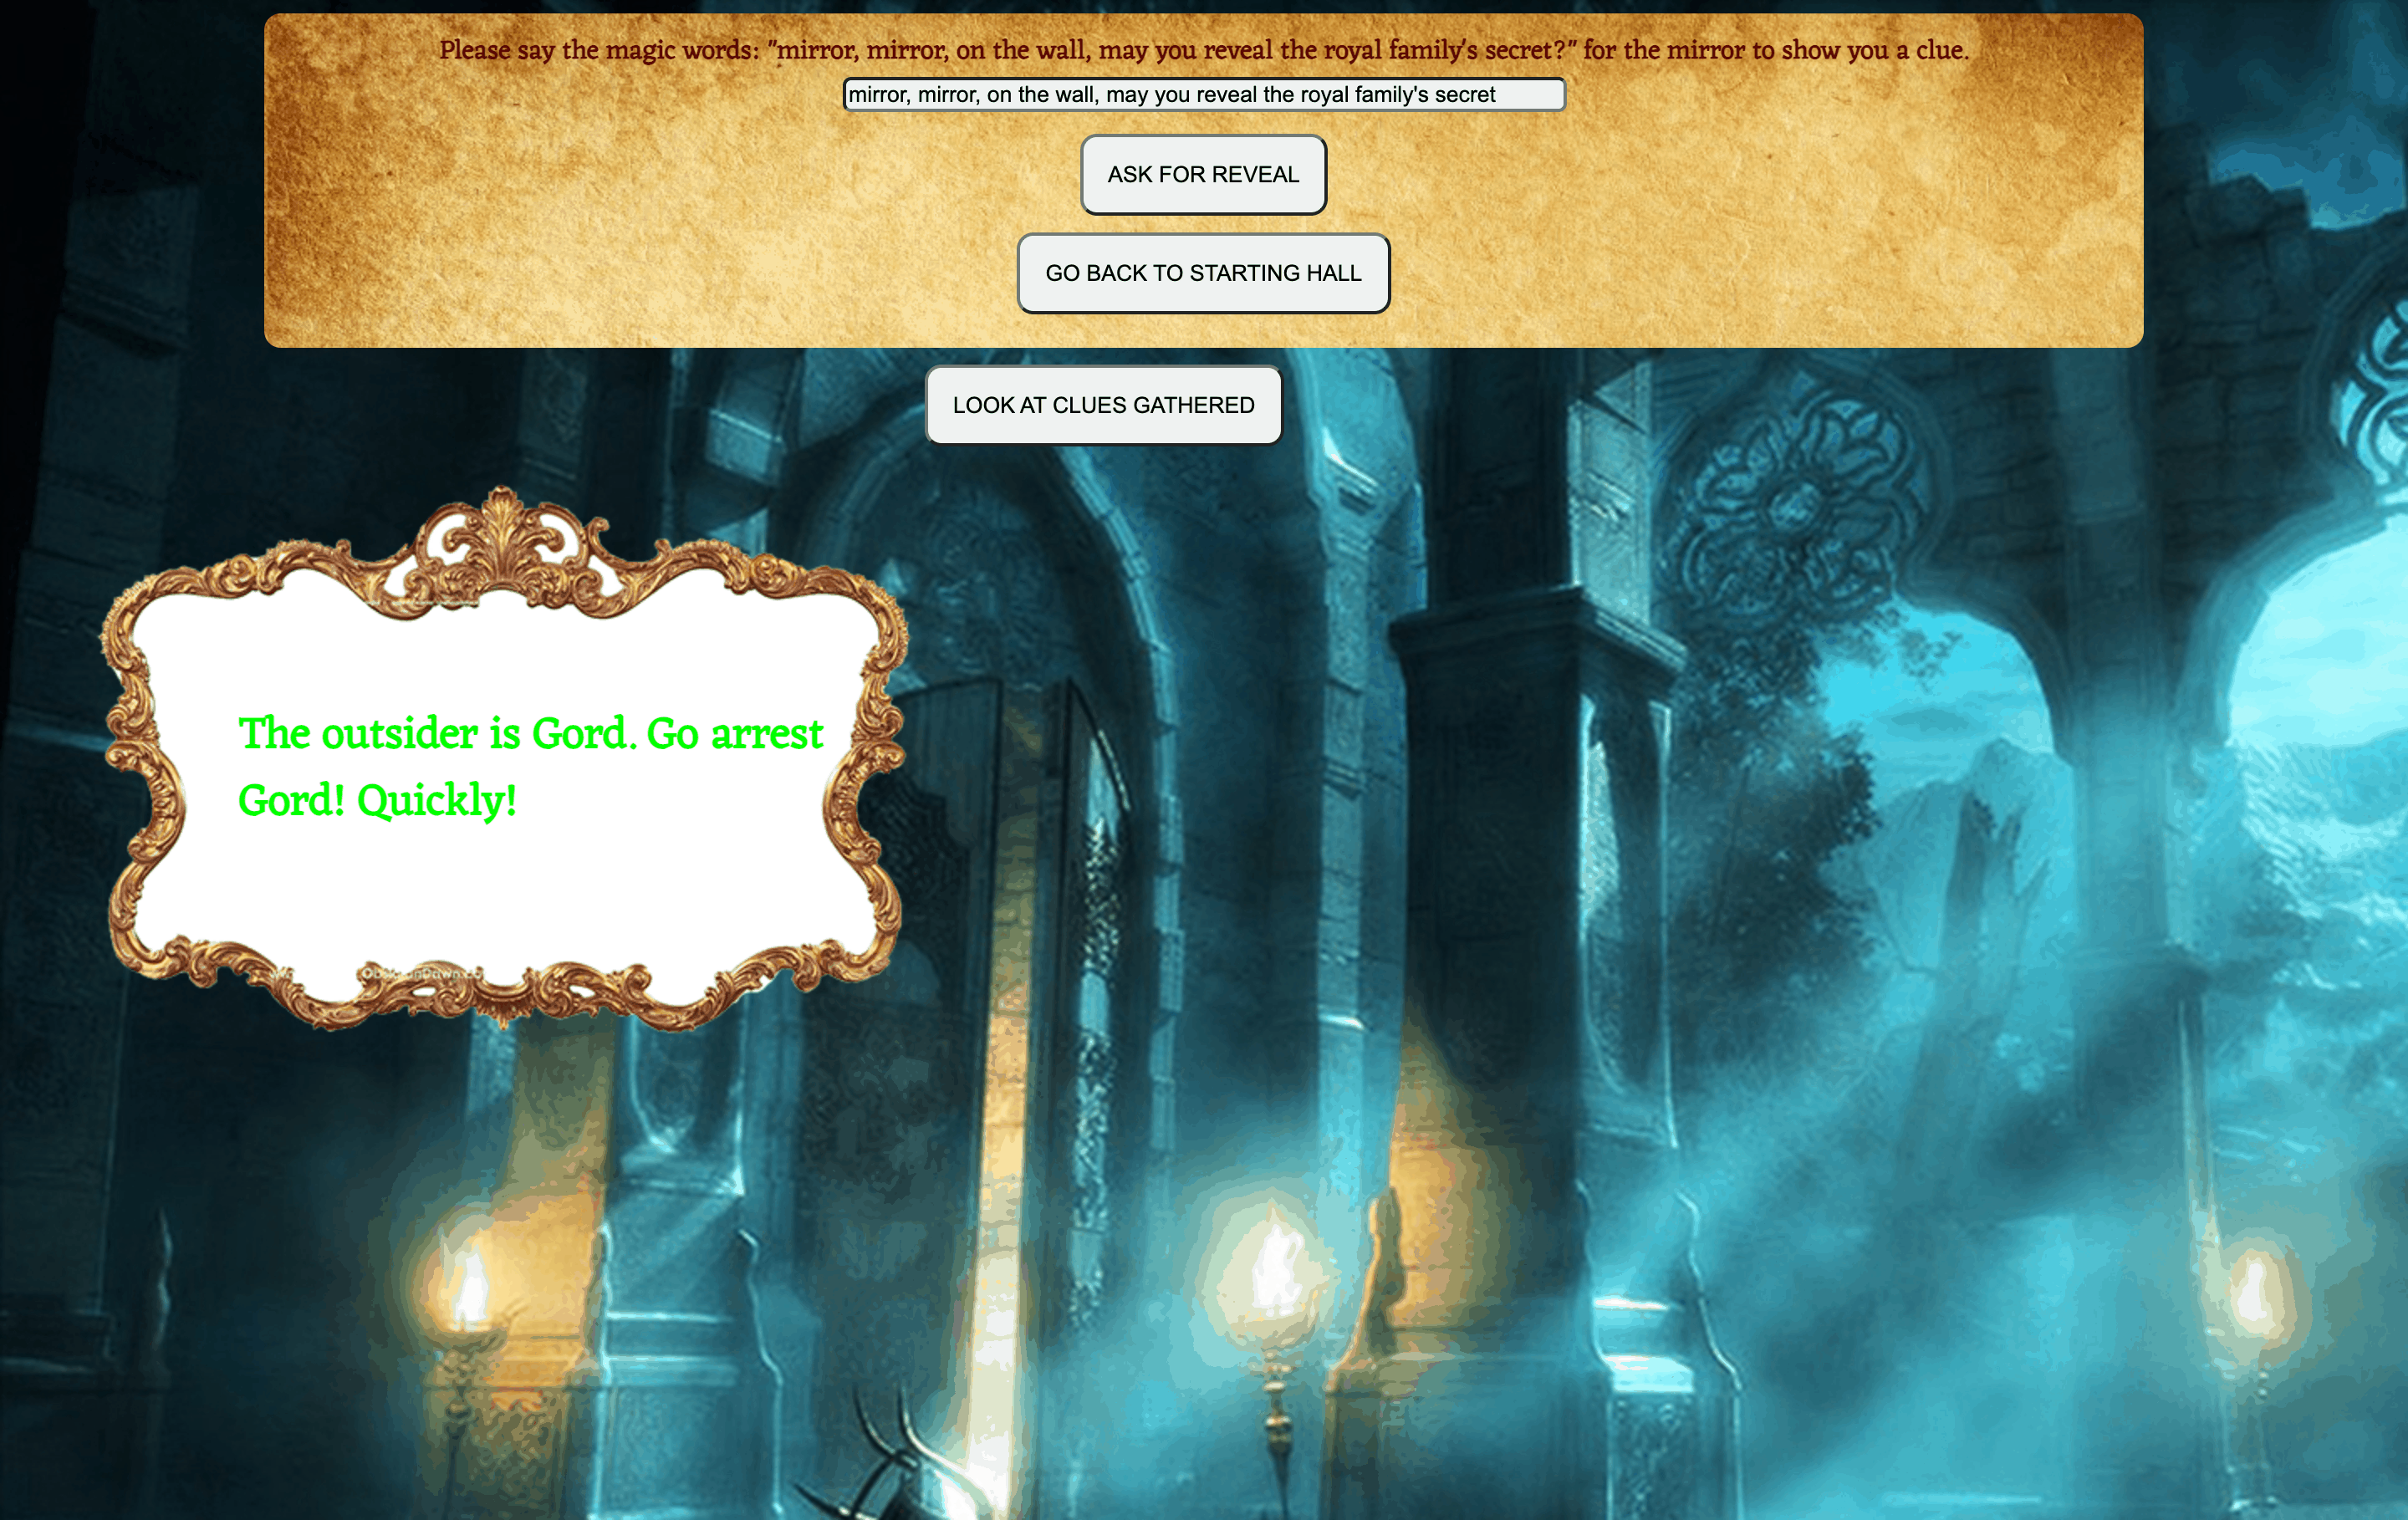 Please say the magic words: "mirror, mirror, on the wall, may you reveal the royal family's secret?" for the mirror to show you a clue.
mirror, mirror, on the wall, may you reveal the royal family's secret
ASK FOR REVEAL
GO BACK TO STARTING HALL
LOOK AT CLUES GATHERED
The outsider is Gord. Go arrest
Gord! Quickly!